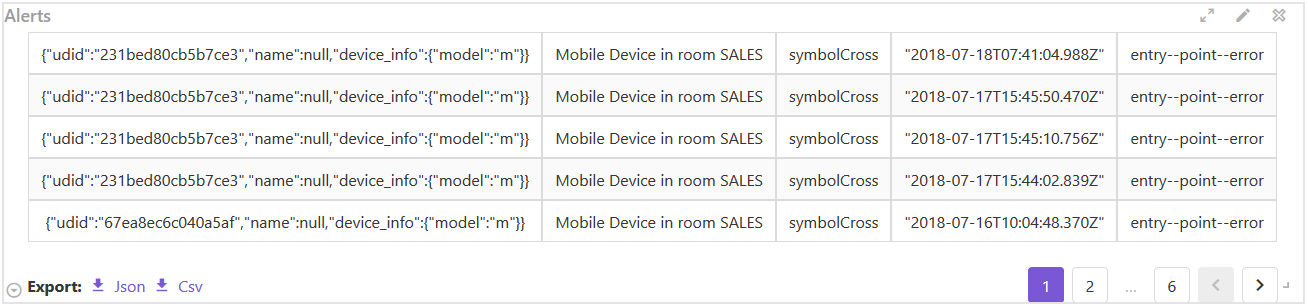 Alerts
{"udid":"231bed80cb5b7ce3","name":null,"device_info":{"model":"m"}} Mobile Device in room SALES symbolCross "2018-07-18T07:41:04.988Z" entry--point--error
{"udid":"231bed80cb5b7ce3","name":null,"device_info":{"model":"m"}} Mobile Device in room SALES symbolCross "2018-07-17T15:45:50.470Z" entry--point--error
{"udid":"231bed80cb5b7ce3","name":null,"device_info":{"model":"m"}} Mobile Device in room SALES symbolCross "2018-07-17T15:45:10.756Z" entry--point--error
{"udid":"231bed80cb5b7ce3","name":null,"device_info":{"model":"m"}} Mobile Device in room SALES symbolCross "2018-07-17T15:44:02.839Z" entry--point--error
{"udid":"67ea8ec6c040a5af","name":null,"device_info":{"model":"m"}} Mobile Device in room SALES symbolCross "2018-07-16T10:04:48.370Z" entry--point--error
Export: Json Csv 1 2 ... 6